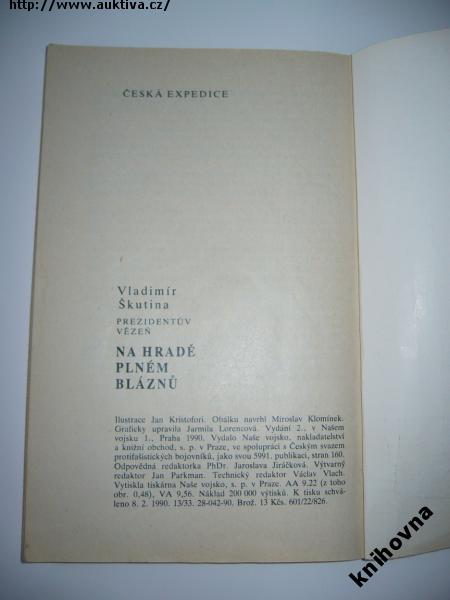 http://www.auktiva.cz/
ČESKÁ EXPEDICE
Vladimír
Škutina
PREZIDENTŮV
VĚZEŇ
NA HRADĚ
PLNÉM
BLÁZNŮ
Ilustrace Jan Kristofori. Obálku navrhl Miroslav Klomínek.
Graficky upravila Jarmila Lorencová. Vydání 2., v Našem
vojsku 1., Praha 1990. Vydalo Naše vojsko, nakladatelství
a knižní obchod, s. p. v Praze, ve spolupráci s Českým svazem
protifašistických bojovníků, jako svou 5991. publikaci, stran 160.
Odpovědná redaktorka PhDr. Jaroslava Jiráčková. Výtvarný
redaktor Jan Parkman. Technický redaktor Václav Vlach.
Vytiskla tiskárna Naše vojsko, s. p. v Praze. AA 9,22 (z toho
obr. 0,48), VA 9,56. Náklad 200 000 výtisků. K tisku schvá-
leno 8. 2. 1990. 13/33. 28-042-90. Brož. 13 Kčs. 601/22/826.
knihovna